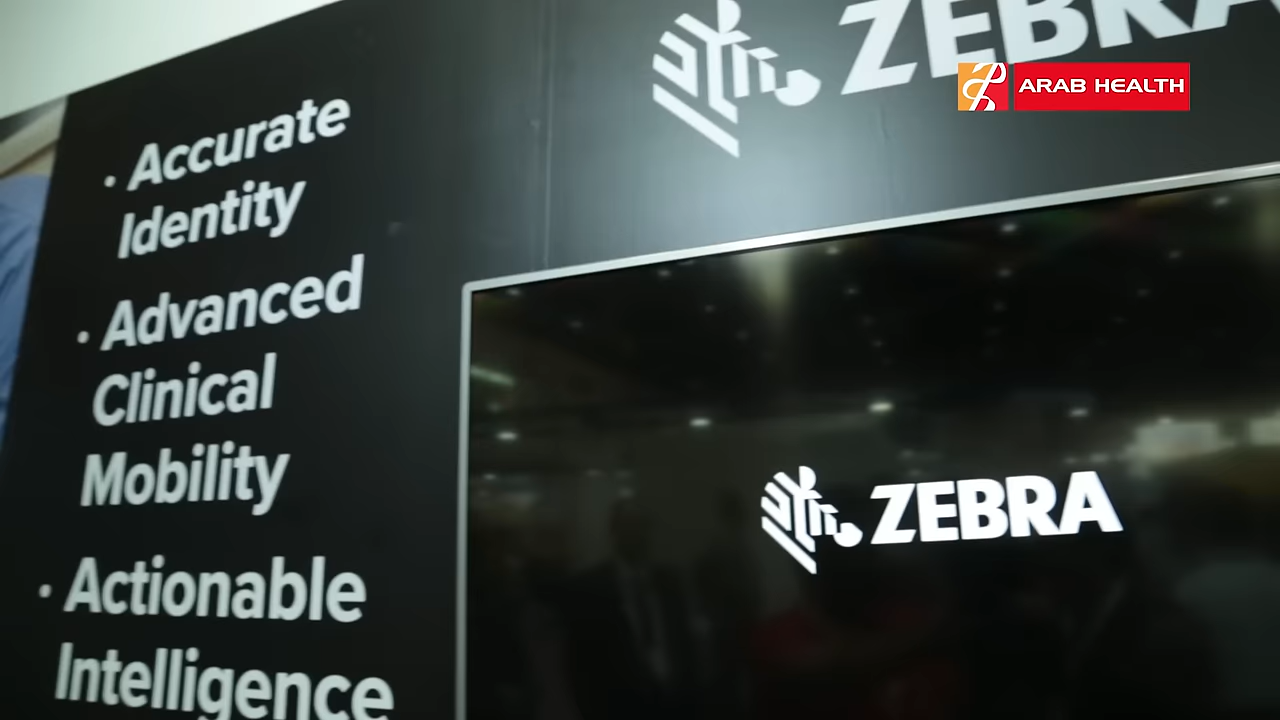 ZEBRA
ARAB HEALTH
· Accurate
Identity
· Advanced
Clinical
Mobility
· Actionable
Intelligence
ZEBRA